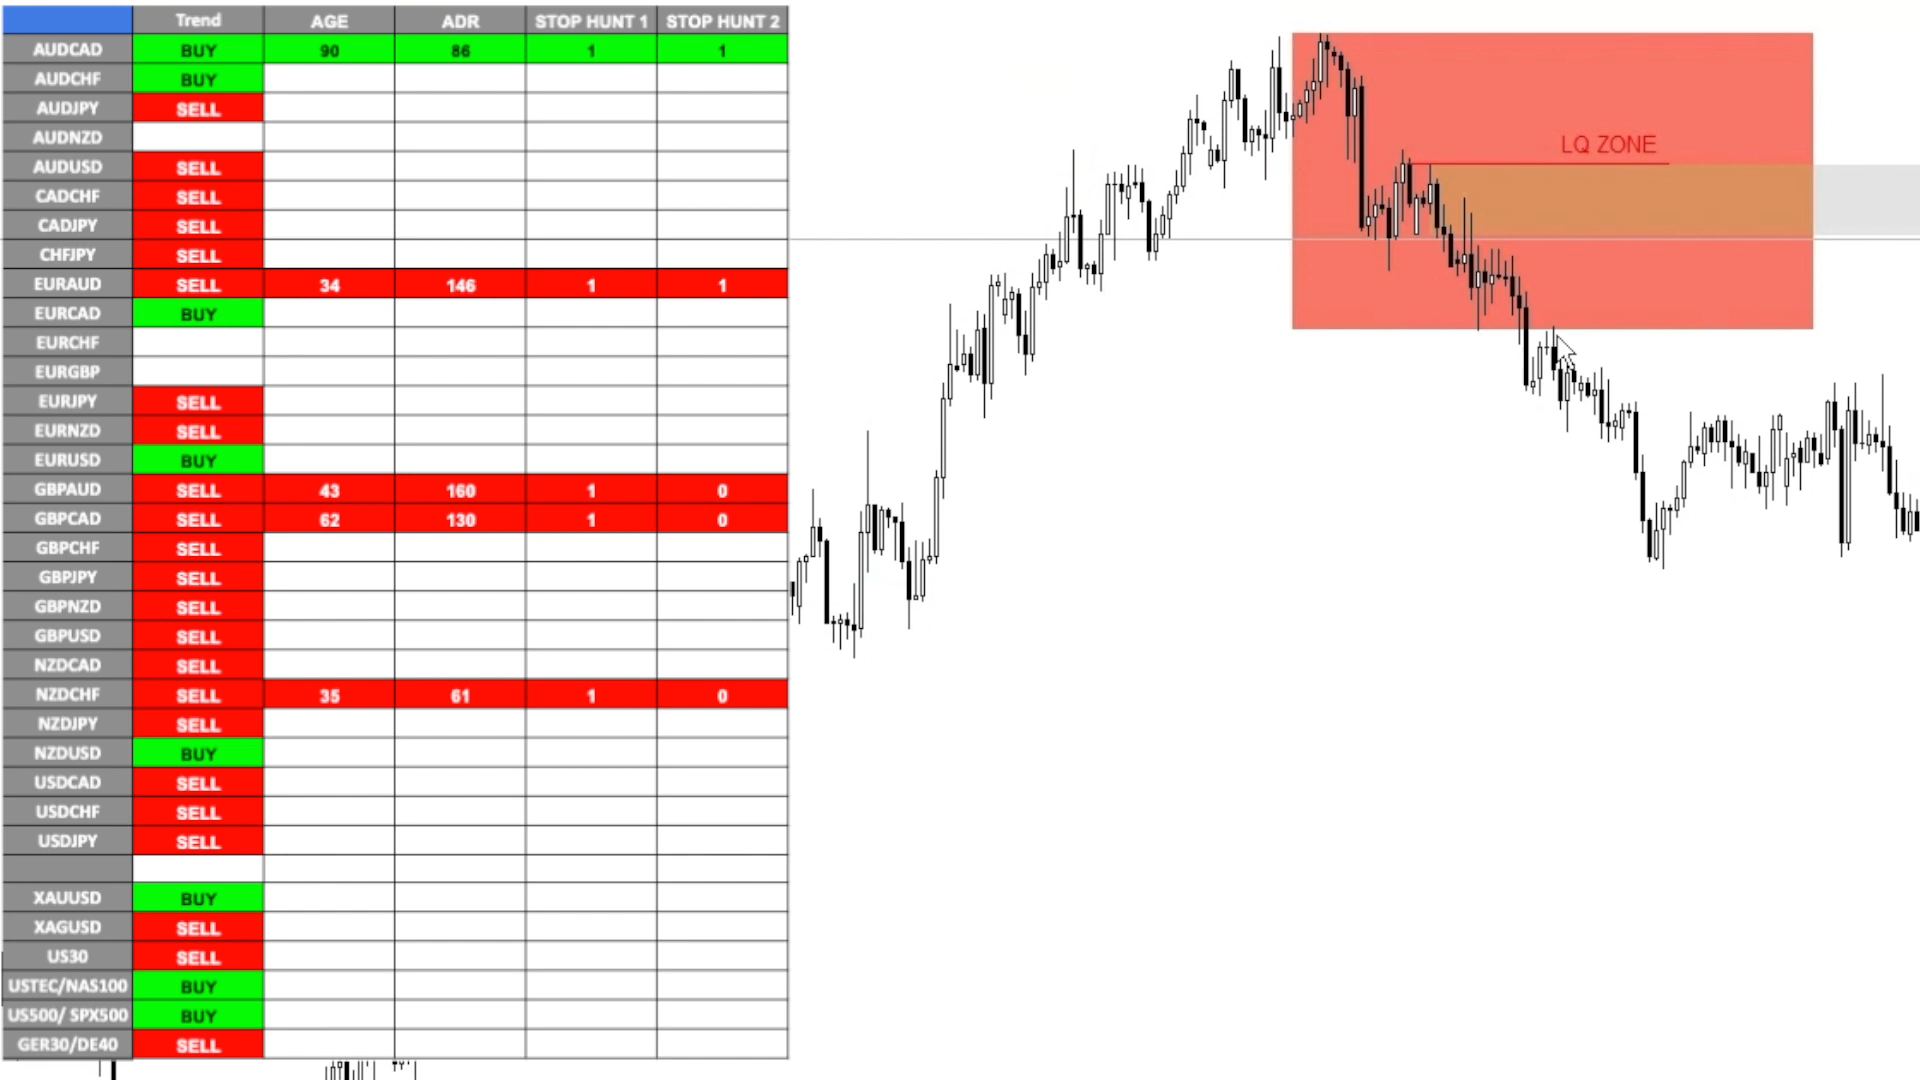 Trend AGE ADR STOP HUNT 1 STOP HUNT 2
AUDCAD BUY 90 86 1 1
AUDCHF BUY
AUDJPY SELL
AUDNZD
AUDUSD SELL
CADCHF SELL
CADJPY SELL
CHFJPY SELL
EURAUD SELL 34 146 1 1
EURCAD BUY
EURCHF
EURGBP
EURJPY SELL
EURNZD SELL
EURUSD BUY
GBPAUD SELL 43 160 1 0
GBPCAD SELL 62 130 1 0
GBPCHF SELL
GBPJPY SELL
GBPNZD SELL
GBPUSD SELL
NZDCAD SELL
NZDCHF SELL 35 61 1 0
NZDJPY SELL
NZDUSD BUY
USDCAD SELL
USDCHF SELL
USDJPY SELL
XAUUSD BUY
XAGUSD SELL
US30 SELL
USTEC/NAS100 BUY
US500/ SPX500 BUY
GER30/DE40 SELL
LQ ZONE